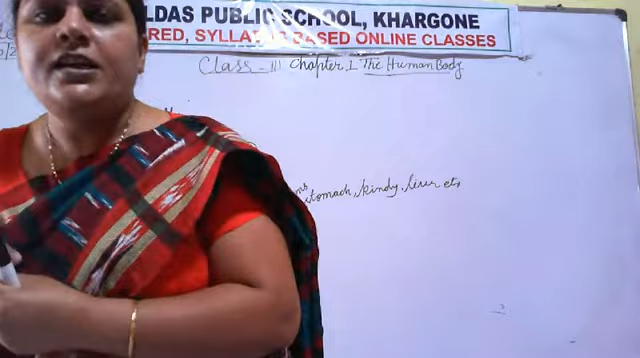 LDAS PUBLIC SCHOOL, KHARGONE
RED, SYLLABUS BASED ONLINE CLASSES
Class - III Chapter 1 The Human Body
stomach, kindy, liver etc